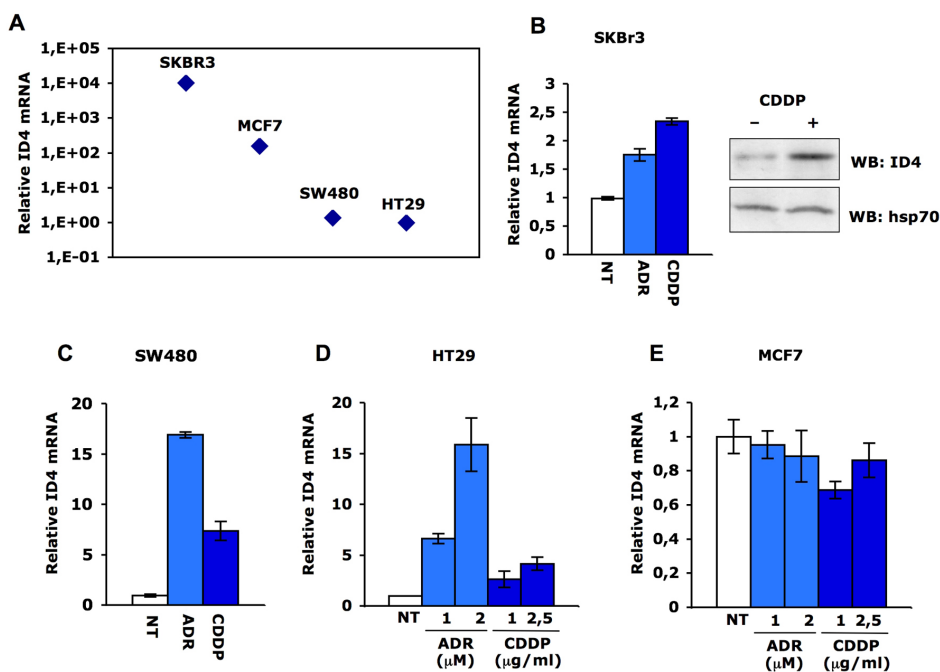 A
Relative ID4 mRNA
1,E+05
1,E+04
1,E+03
1,E+02
1,E+01
1,E+00
1,E-01
SKBR3
MCF7
SW480
HT29
B
SKBr3
Relative ID4 mRNA
2,5
2
1,5
1
0,5
0
NT
ADR
CDDP
CDDP
– +
WB: ID4
WB: hsp70
C
SW480
Relative ID4 mRNA
20
15
10
5
0
NT
ADR
CDDP
D
HT29
Relative ID4 mRNA
20
15
10
5
0
NT 1 2 1 2,5
ADR CDDP
(μM) (μg/ml)
E
MCF7
Relative ID4 mRNA
1,2
1
0,8
0,6
0,4
0,2
0
NT 1 2 1 2,5
ADR CDDP
(μM) (μg/ml)